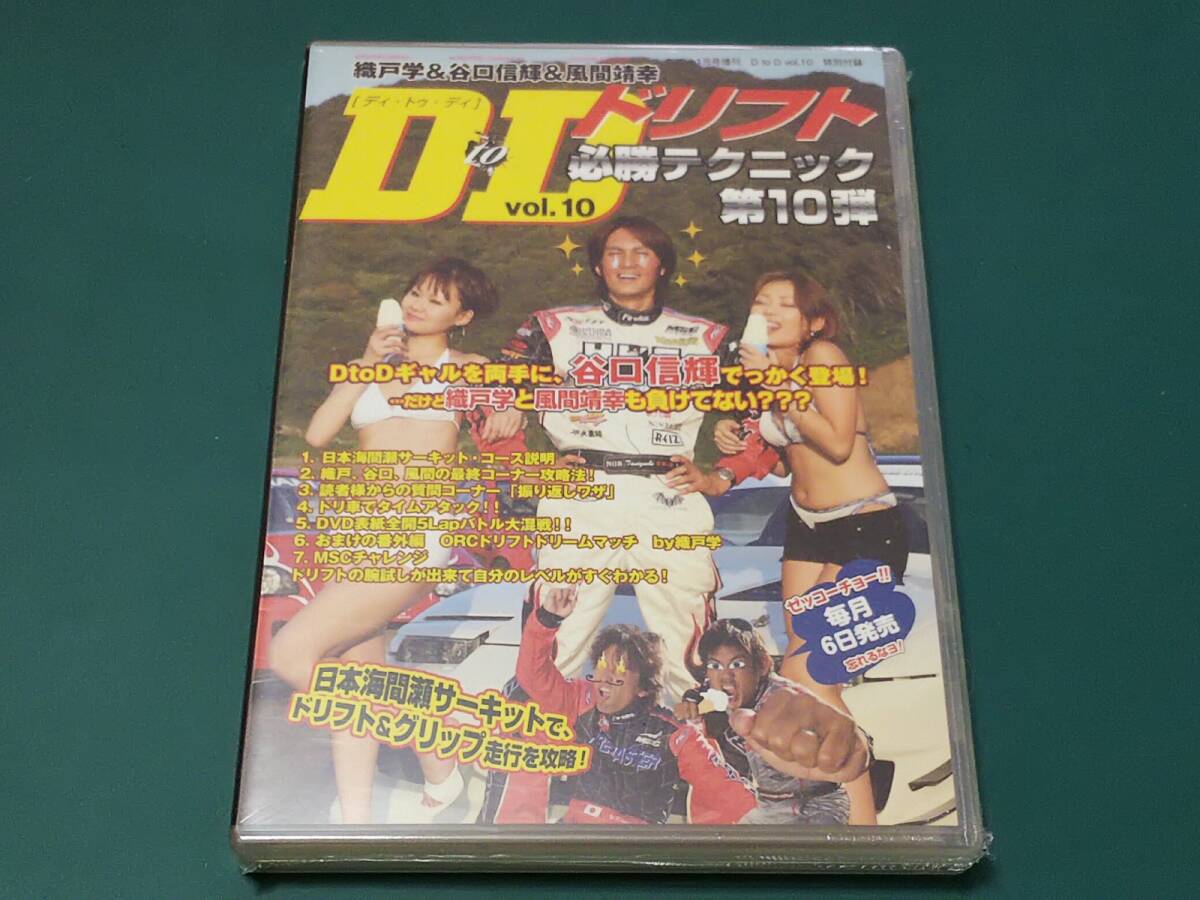 月号増刊 D to D vol.10 特別付録
織戸学&谷口信輝&風間靖幸
[ディ・トゥ・ディ]
D to D
ドリフト
必勝テクニック
第10弾
vol.10
DtoDギャルを両手に、谷口信輝でっかく登場!
…だけど織戸学と風間靖幸も負けてない???
1. 日本海間瀬サーキット・コース説明
2. 織戸、谷口、風間の最終コーナー攻略法!
3. 読者様からの質問コーナー「振り返しワザ」
4. ドリ車でタイムアタック!!
5. DVD表紙全開5Lapバトル大混戦!!
6. おまけの番外編 ORCドリフトドリームマッチ by織戸学
7. MSCチャレンジ
ドリフトの腕試しが出来て自分のレベルがすぐわかる!
ゼッコーチョー!!
毎月
6日発売
忘れるなヨ!
日本海間瀬サーキットで、
ドリフト&グリップ走行を攻略!